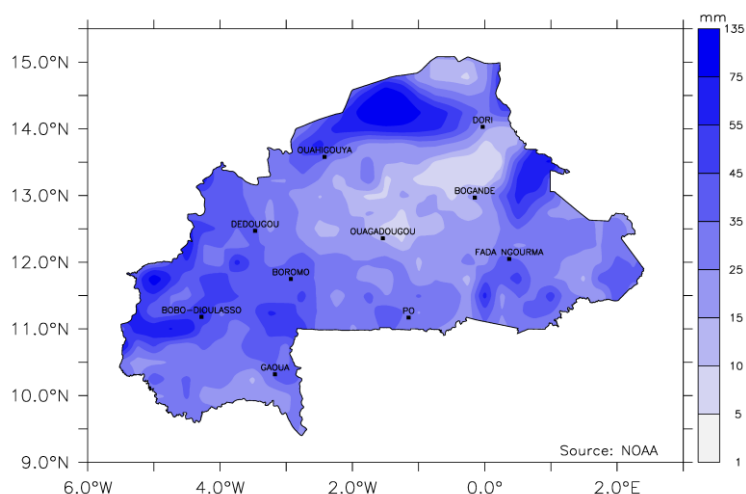 mm
135
15.0°N
75
14.0°N
DORI
55
OUAHIGOUYA
13.0°N
BOGANDE
45
DEDOUGOU
OUAGADOUGOU
35
12.0°N
FADA NGOURMA
BOROMO
25
BOBO-DIOULASSO
PO
11.0°N
15
GAOUA
10.0°N
5
Source: NOAA
9.0°N
1
6.0°W 4.0°W 2.0°W 0.0° 2.0°E